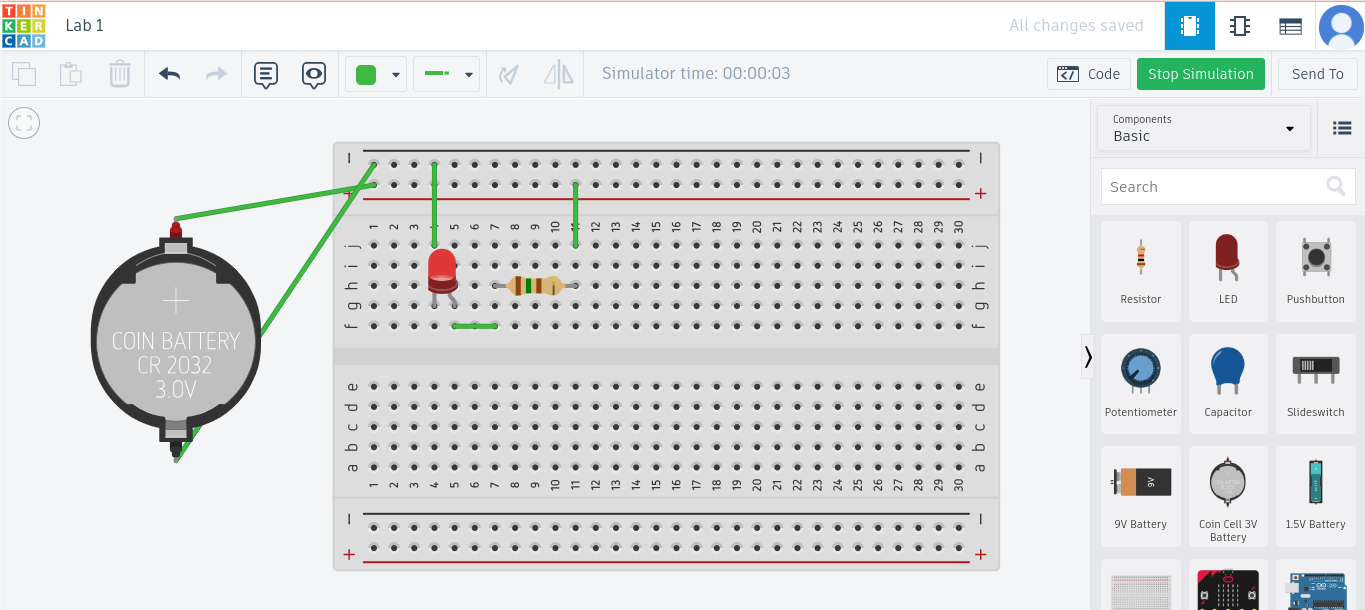 TIN
KER
CAD
Lab 1
All changes saved
Simulator time: 00:00:03
Code
Stop Simulation
Send To
Components
Basic
Search
Resistor
LED
Pushbutton
Potentiometer
Capacitor
Slideswitch
9V
9V Battery
Coin Cell 3V
Battery
1.5V Battery
COIN BATTERY
CR 2032
3.0V
+ +
1 2 3 4 5 6 7 8 9 10 11 12 13 14 15 16 17 18 19 20 21 22 23 24 25 26 27 28 29 30
j j
i i
h h
g g
f f
e e
d d
c c
b b
a a
1 2 3 4 5 6 7 8 9 10 11 12 13 14 15 16 17 18 19 20 21 22 23 24 25 26 27 28 29 30
+ +